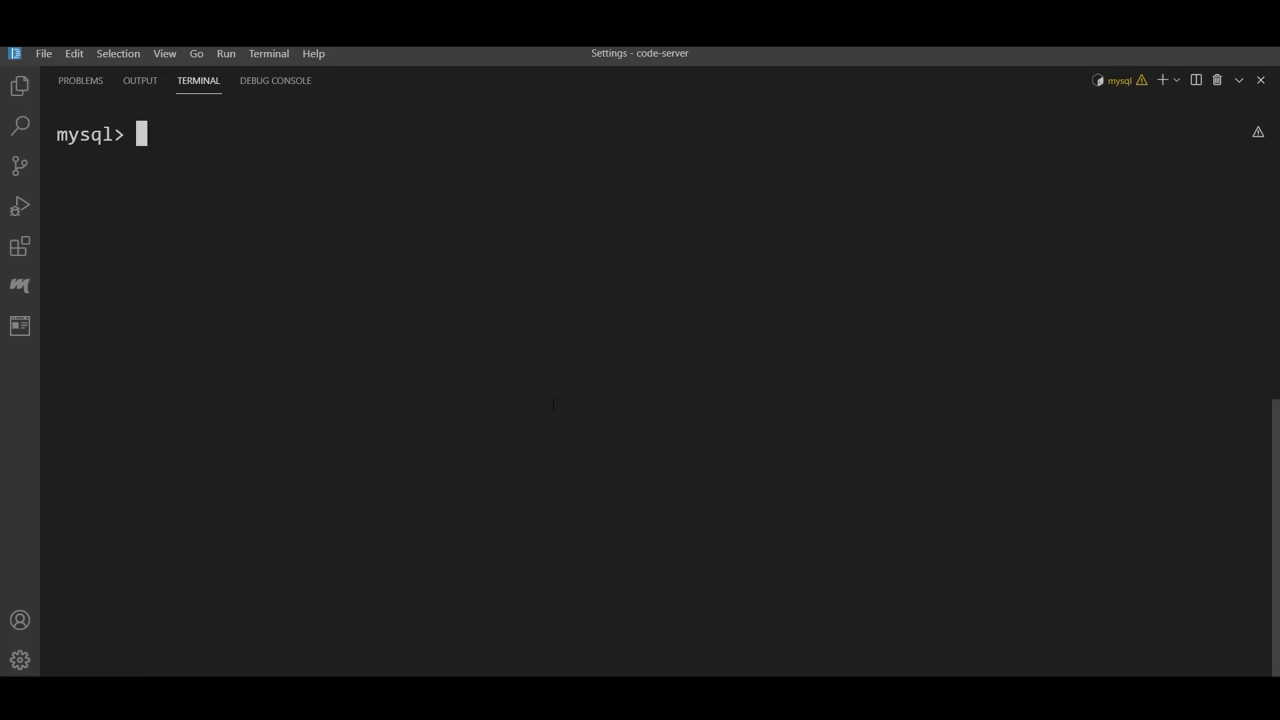 File Edit Selection View Go Run Terminal Help Settings - code-server
PROBLEMS OUTPUT TERMINAL DEBUG CONSOLE mysql
mysql>